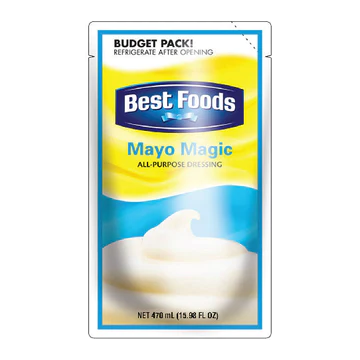 BUDGET PACK!
REFRIGERATE AFTER OPENING
Best Foods
Mayo Magic
ALL-PURPOSE DRESSING
NET 470 mL (15.98 FL OZ)